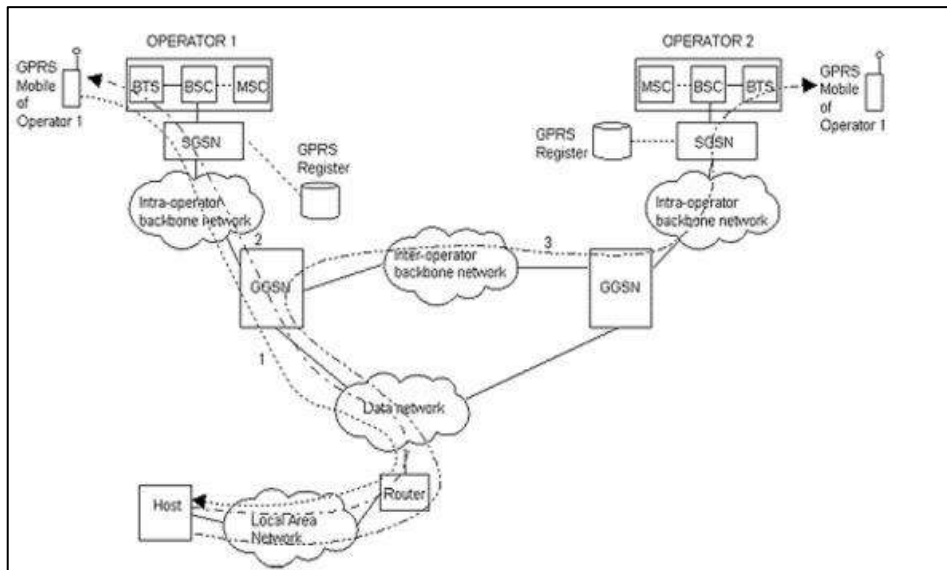 OPERATOR 1
OPERATOR 2
GPRS
Mobile
of
Operator 1
BTS
BSC
MSC
MSC
BSC
BTS
GPRS
Mobile
of
Operator 1
SGSN
GPRS
Register
GPRS
Register
SGSN
Intra-operator
backbone network
Intra-operator
backbone network
2
3
Inter-operator
backbone network
GGSN
GGSN
1
Data network
Host
Router
Local Area
Network